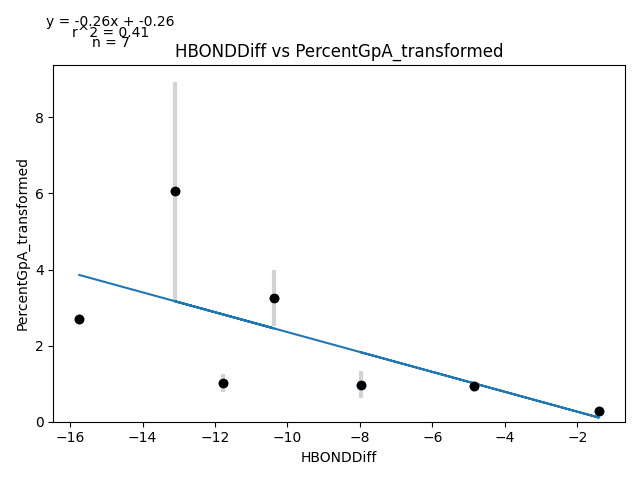 y = -0.26x + -0.26
r^2 = 0.41
n = 7
HBONDDiff vs PercentGpA_transformed
PercentGpA_transformed
8
6
4
2
0
−16 −14 −12 −10 −8 −6 −4 −2
HBONDDiff